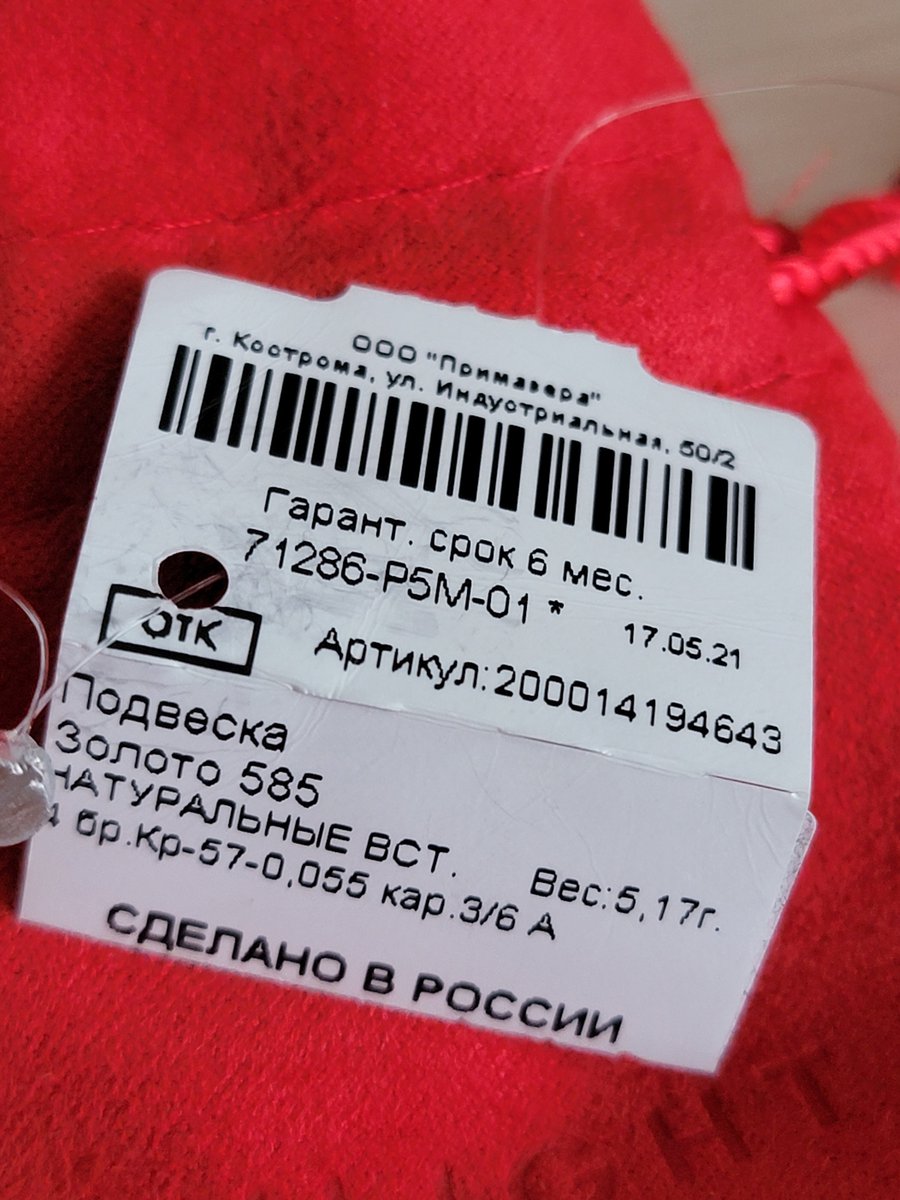 ООО "Примавера"
г. Кострома, ул. Индустриальная, 50/2
Гарант. срок 6 мес.
71286-Р5М-01 *
17.05.21
ОТК
Артикул:200014194643
Подвеска
Золото 585
НАТУРАЛЬНЫЕ ВСТ.
Вес:5,17г.
4 бр.Кр-57-0,055 кар.3/6 А
СДЕЛАНО В РОССИИ